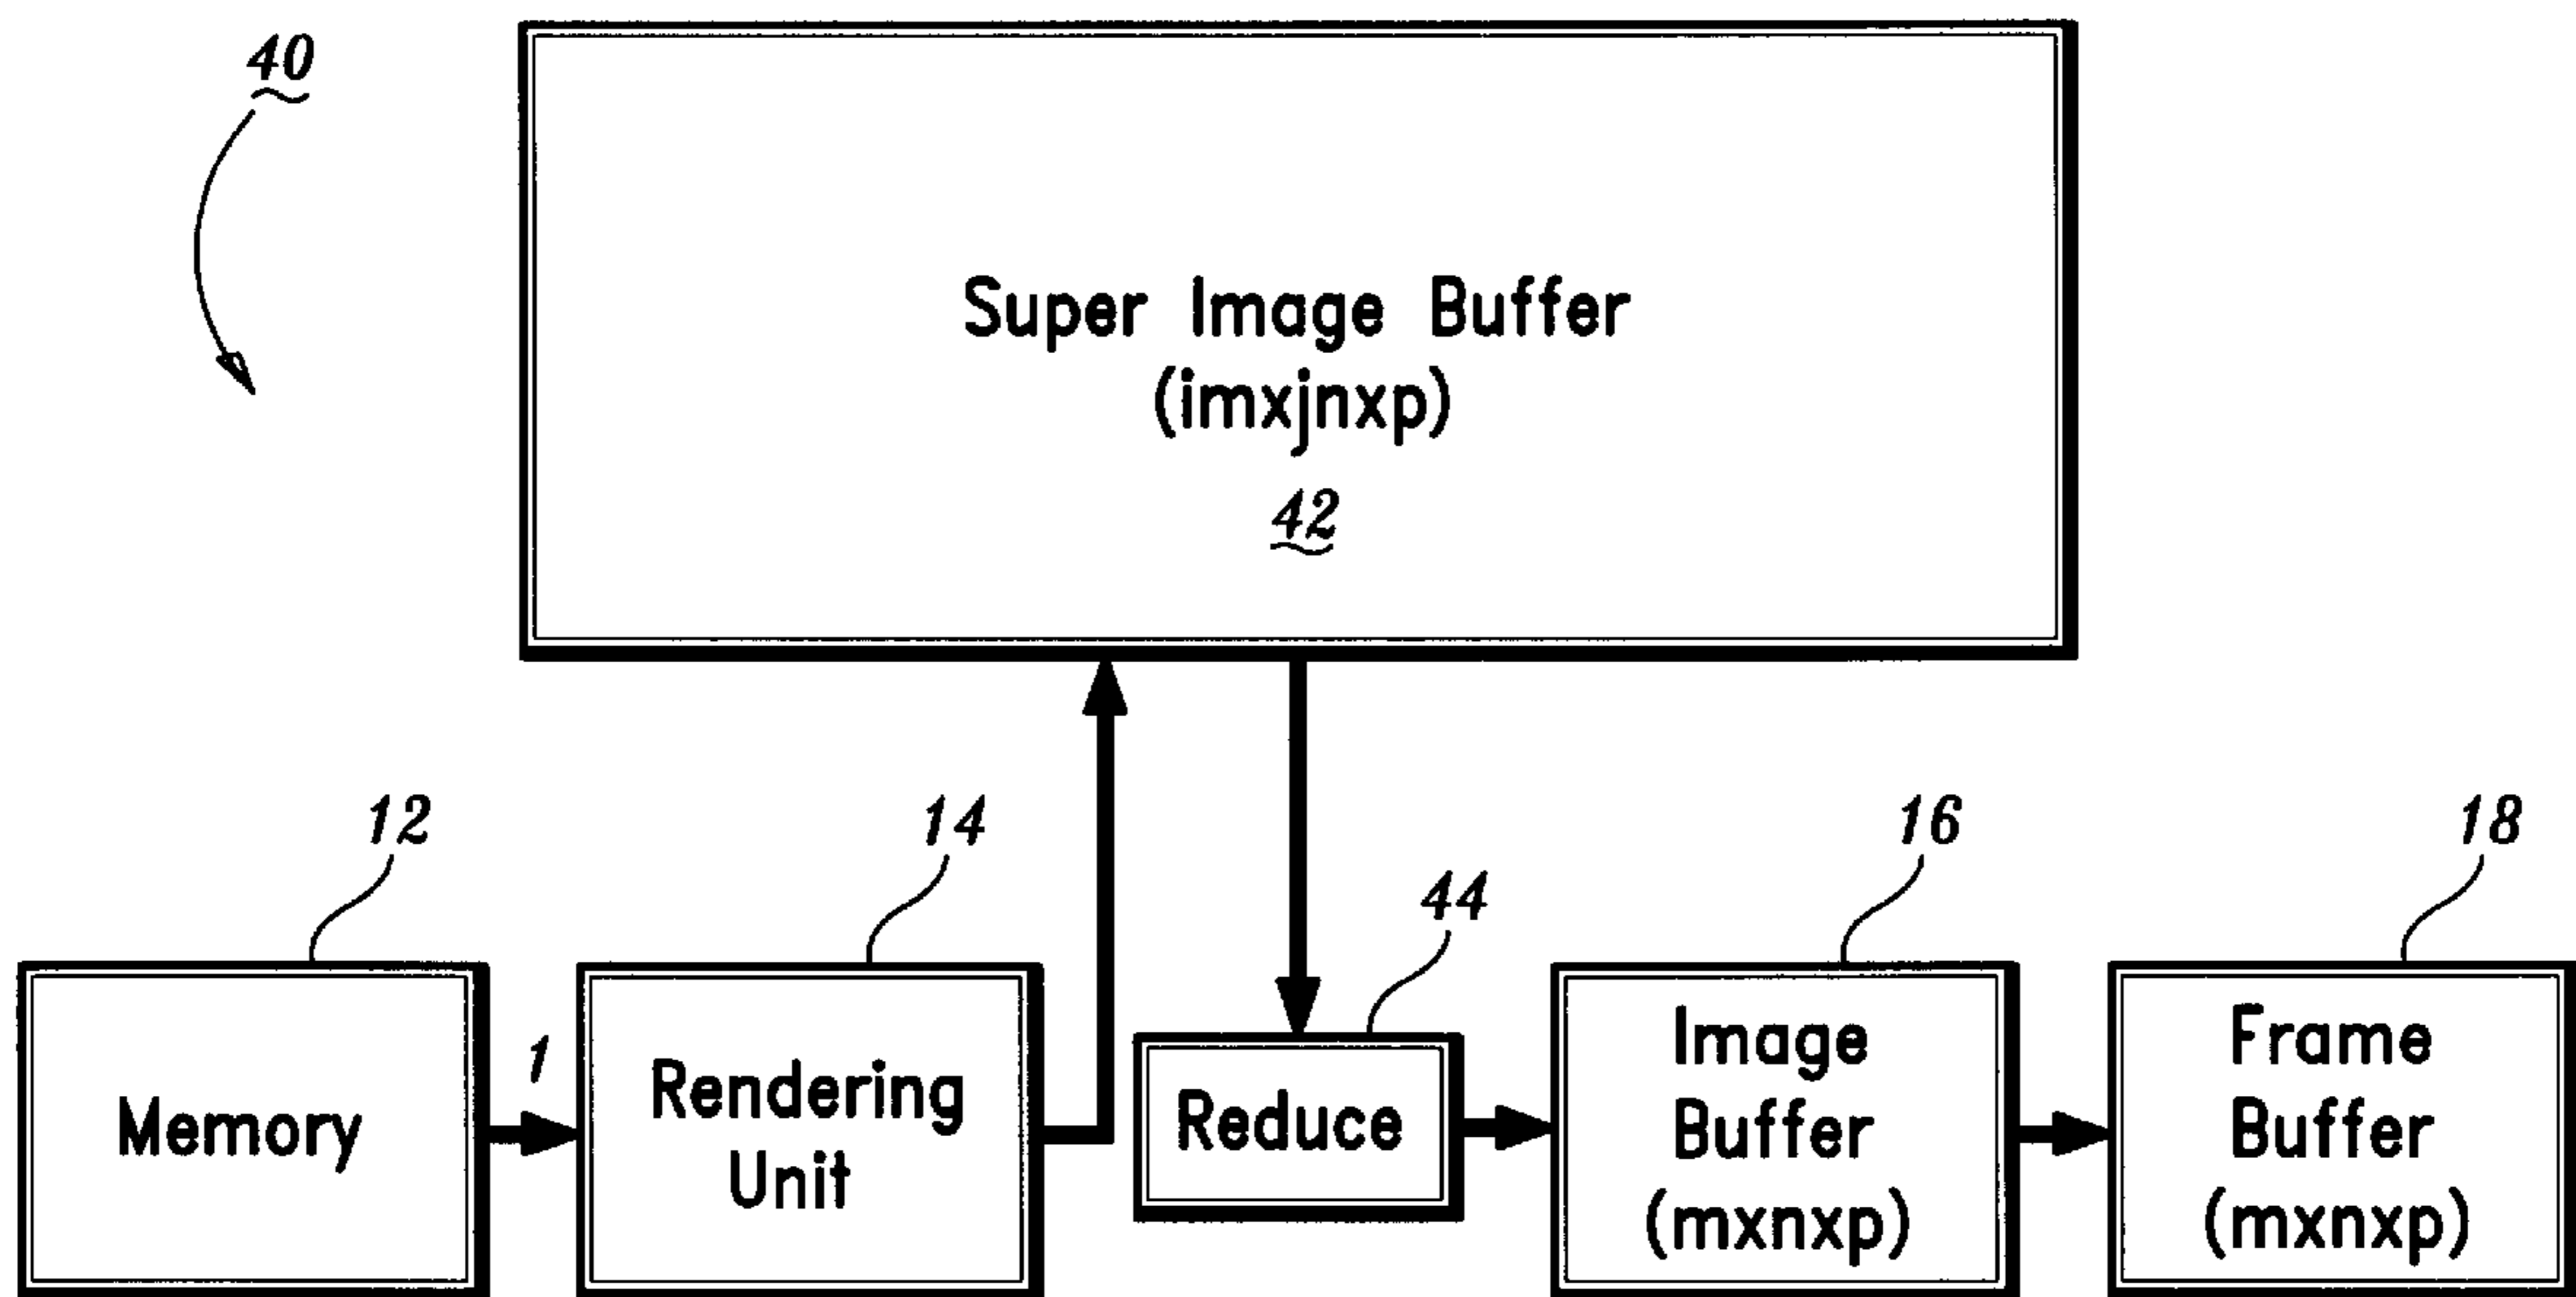 40
Super Image Buffer
(imxjnxp)
42
12
14
44
16
18
Memory
1
Rendering
Unit
Reduce
Image
Buffer
(mxnxp)
Frame
Buffer
(mxnxp)